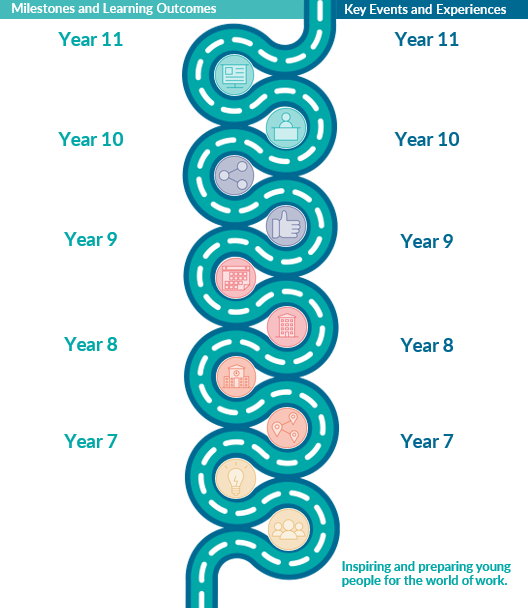 Milestones and Learning Outcomes
Key Events and Experiences
Year 11
Year 11
Year 10
Year 10
Year 9
Year 9
Year 8
Year 8
Year 7
Year 7
Inspiring and preparing young
people for the world of work.